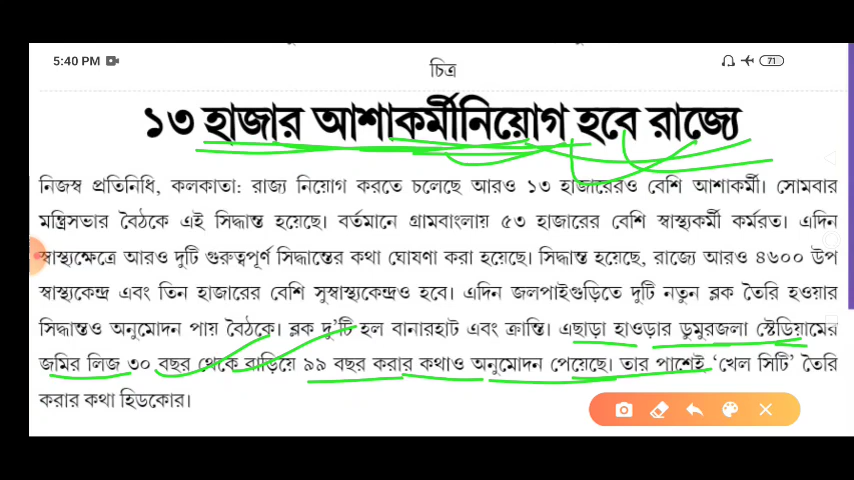 5:40 PM
71
চিত্র
১৩ হাজার আশাকর্মীনিয়োগ হবে রাজ্যে
নিজস্ব প্রতিনিধি, কলকাতা: রাজ্য নিয়োগ করতে চলেছে আরও ১৩ হাজারেরও বেশি আশাকর্মী। সোমবার
মন্ত্রিসভার বৈঠকে এই সিদ্ধান্ত হয়েছে। বর্তমানে গ্রামবাংলায় ৫৩ হাজারের বেশি স্বাস্থ্যকর্মী কর্মরত। এদিন
স্বাস্থ্যক্ষেত্রে আরও দুটি গুরুত্বপূর্ণ সিদ্ধান্তের কথা ঘোষণা করা হয়েছে। সিদ্ধান্ত হয়েছে, রাজ্যে আরও ৪৬০০ উপ
স্বাস্থ্যকেন্দ্র এবং তিন হাজারের বেশি সুস্বাস্থ্যকেন্দ্রও হবে। এদিন জলপাইগুড়িতে দুটি নতুন ব্লক তৈরি হওয়ার
সিদ্ধান্তও অনুমোদন পায় বৈঠকে। ব্লক দু'টি হল বানারহাট এবং ক্রান্তি। এছাড়া হাওড়ার ডুমুরজলা স্টেডিয়ামের
জমির লিজ ৩০ বছর থেকে বাড়িয়ে ৯৯ বছর করার কথাও অনুমোদন পেয়েছে। তার পাশেই 'খেল সিটি' তৈরি
করার কথা হিডকোর।